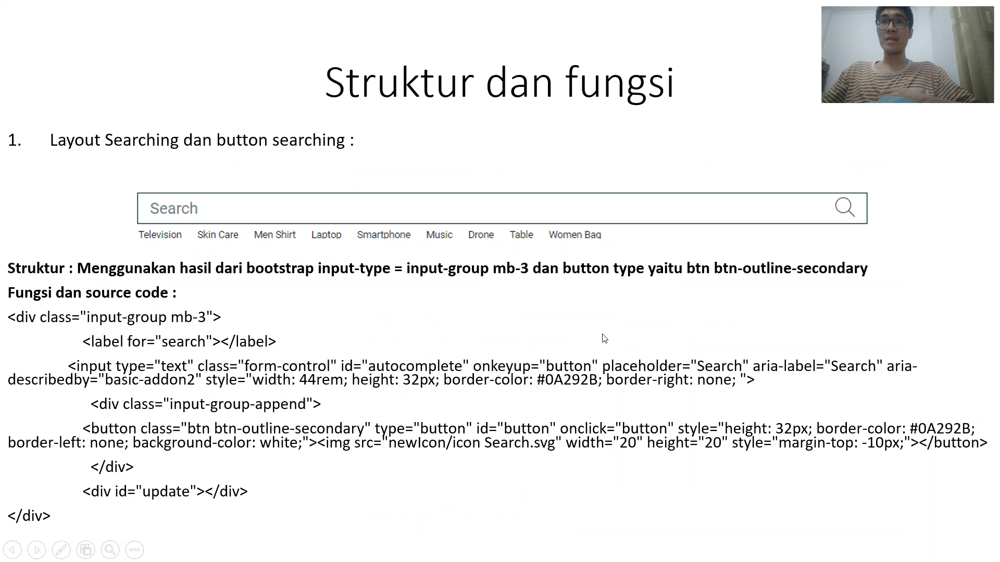 Struktur dan fungsi
1. Layout Searching dan button searching :
Search
Television Skin Care Men Shirt Laptop Smartphone Music Drone Table Women Bag
Struktur : Menggunakan hasil dari bootstrap input-type = input-group mb-3 dan button type yaitu btn btn-outline-secondary
Fungsi dan source code :
<div class="input-group mb-3">
<label for="search"></label>
<input type="text" class="form-control" id="autocomplete" onkeyup="button" placeholder="Search" aria-label="Search" aria-
describedby="basic-addon2" style="width: 44rem; height: 32px; border-color: #0A292B; border-right: none; ">
<div class="input-group-append">
<button class="btn btn-outline-secondary" type="button" id="button" onclick="button" style="height: 32px; border-color: #0A292B;
border-left: none; background-color: white;"><img src="newIcon/icon Search.svg" width="20" height="20" style="margin-top: -10px;"></button>
</div>
<div id="update"></div>
</div>